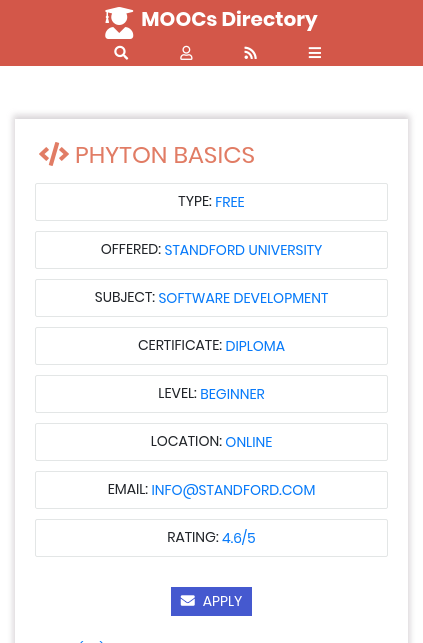 MOOCs Directory
PHYTON BASICS
TYPE: FREE
OFFERED: STANDFORD UNIVERSITY
SUBJECT: SOFTWARE DEVELOPMENT
CERTIFICATE: DIPLOMA
LEVEL: BEGINNER
LOCATION: ONLINE
EMAIL: INFO@STANDFORD.COM
RATING: 4.6/5
APPLY